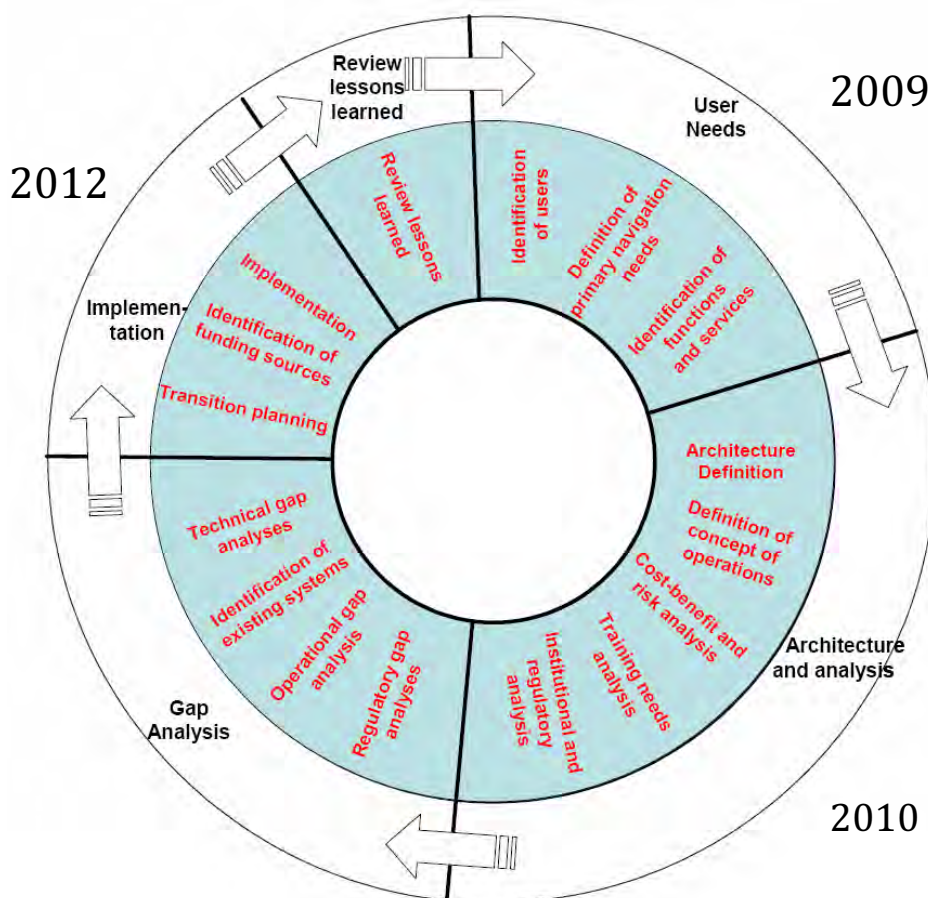 Review
lessons
learned
User
Needs
2009
2012
Review lessons
learned
Identification
of users
Definition of
primary navigation
needs
Identification of
functions
and services
Implementation
Identification of
funding sources
Transition planning
Implemen-
tation
Architecture
Definition
Definition of
concept of
operations
Cost-benefit and
risk analysis
Training needs
analysis
Institutional and
regulatory
analysis
Architecture
and analysis
Technical gap
analyses
Identification of
existing systems
Operational gap
analysis
Regulatory gap
analyses
Gap
Analysis
2010